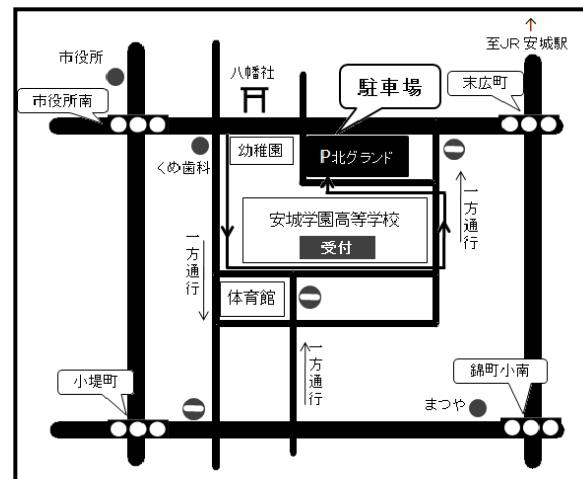 至JR 安城駅
市役所
八幡社
駐車場
末広町
市役所南
幼稚園
P北グランド
くめ歯科
一方通行
安城学園高等学校
受付
一方通行
体育館
一方通行
小堤町
錦町小南
まつや